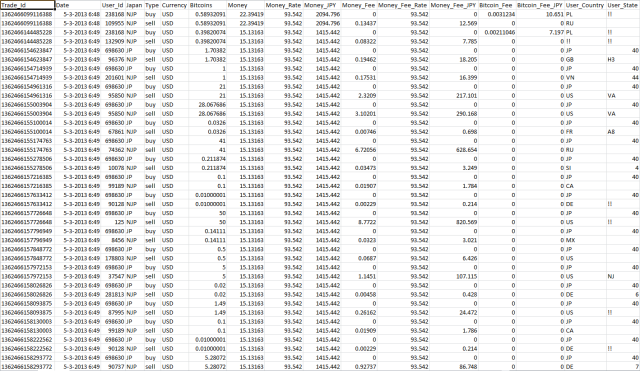 Trade_Id Date User_Id Japan Type Currency Bitcoins Money Money_Rate Money_JPY Money_Fee Money_Fee_Rate Money_Fee_JPY Bitcoin_Fee Bitcoin_Fee_JPY User_Country User_State
1362466099116388 5-3-2013 6:48 238168 NJP buy USD 0.58932091 22.39419 93.542 2094.796 0 93.542 0 0.0031234 10.651 PL !!
1362466099116388 5-3-2013 6:48 109955 NJP sell USD 0.58932091 22.39419 93.542 2094.796 0.13437 93.542 12.569 0 0 RU
1362466144485228 5-3-2013 6:49 238168 NJP buy USD 0.39820074 15.13163 93.542 1415.442 0 93.542 0 0.00211046 7.197 PL !!
1362466144485228 5-3-2013 6:49 132909 NJP sell USD 0.39820074 15.13163 93.542 1415.442 0.08322 93.542 7.785 0 0 !! !!
1362466154623847 5-3-2013 6:49 698630 JP buy USD 1.70382 15.13163 93.542 1415.442 0 93.542 0 0 0 JP 40
1362466154623847 5-3-2013 6:49 96376 NJP sell USD 1.70382 15.13163 93.542 1415.442 0.19462 93.542 18.205 0 0 GB H3
1362466154714939 5-3-2013 6:49 698630 JP buy USD 1 15.13163 93.542 1415.442 0 93.542 0 0 0 JP 40
1362466154714939 5-3-2013 6:49 201601 NJP sell USD 1 15.13163 93.542 1415.442 0.17531 93.542 16.399 0 0 VN 44
1362466154961316 5-3-2013 6:49 698630 JP buy USD 21 15.13163 93.542 1415.442 0 93.542 0 0 0 JP 40
1362466154961316 5-3-2013 6:49 95850 NJP sell USD 21 15.13163 93.542 1415.442 2.3209 93.542 217.101 0 0 US VA
1362466155003904 5-3-2013 6:49 698630 JP buy USD 28.067686 15.13163 93.542 1415.442 0 93.542 0 0 0 JP 40
1362466155003904 5-3-2013 6:49 95850 NJP sell USD 28.067686 15.13163 93.542 1415.442 3.10201 93.542 290.168 0 0 US VA
1362466155100014 5-3-2013 6:49 698630 JP buy USD 0.0326 15.13163 93.542 1415.442 0 93.542 0 0 0 JP 40
1362466155100014 5-3-2013 6:49 67861 NJP sell USD 0.0326 15.13163 93.542 1415.442 0.00746 93.542 0.698 0 0 FR A8
1362466155174763 5-3-2013 6:49 698630 JP buy USD 41 15.13163 93.542 1415.442 0 93.542 0 0 0 JP 40
1362466155174763 5-3-2013 6:49 74362 NJP sell USD 41 15.13163 93.542 1415.442 6.72056 93.542 628.654 0 0 RU
1362466155278506 5-3-2013 6:49 698630 JP buy USD 0.211874 15.13163 93.542 1415.442 0 93.542 0 0 0 JP 40
1362466155278506 5-3-2013 6:49 10078 NJP sell USD 0.211874 15.13163 93.542 1415.442 0.03473 93.542 3.249 0 0 SI 4
1362466157216385 5-3-2013 6:49 698630 JP buy USD 0.1 15.13163 93.542 1415.442 0 93.542 0 0 0 JP 40
1362466157216385 5-3-2013 6:49 99189 NJP sell USD 0.1 15.13163 93.542 1415.442 0.01907 93.542 1.784 0 0 CA
1362466157633412 5-3-2013 6:49 698630 JP buy USD 0.01000001 15.13163 93.542 1415.442 0 93.542 0 0 0 JP 40
1362466157633412 5-3-2013 6:49 90128 NJP sell USD 0.01000001 15.13163 93.542 1415.442 0.00229 93.542 0.214 0 0 DE !!
1362466157726648 5-3-2013 6:49 698630 JP buy USD 50 15.13163 93.542 1415.442 0 93.542 0 0 0 JP 40
1362466157726648 5-3-2013 6:49 125 NJP sell USD 50 15.13163 93.542 1415.442 8.7722 93.542 820.569 0 0 US !!
1362466157796949 5-3-2013 6:49 698630 JP buy USD 0.14111 15.13163 93.542 1415.442 0 93.542 0 0 0 JP 40
1362466157796949 5-3-2013 6:49 8456 NJP sell USD 0.14111 15.13163 93.542 1415.442 0.0323 93.542 3.021 0 0 MX
1362466157848772 5-3-2013 6:49 698630 JP buy USD 0.5 15.13163 93.542 1415.442 0 93.542 0 0 0 JP 40
1362466157848772 5-3-2013 6:49 178803 NJP sell USD 0.5 15.13163 93.542 1415.442 0.0687 93.542 6.426 0 0 US
1362466157972153 5-3-2013 6:49 698630 JP buy USD 5 15.13163 93.542 1415.442 0 93.542 0 0 0 JP 40
1362466157972153 5-3-2013 6:49 37547 NJP sell USD 5 15.13163 93.542 1415.442 1.1451 93.542 107.115 0 0 US NJ
1362466158026826 5-3-2013 6:49 698630 JP buy USD 0.02 15.13163 93.542 1415.442 0 93.542 0 0 0 JP 40
1362466158026826 5-3-2013 6:49 281813 NJP sell USD 0.02 15.13163 93.542 1415.442 0.00458 93.542 0.428 0 0 DE 6
1362466158093875 5-3-2013 6:49 698630 JP buy USD 1.49 15.13163 93.542 1415.442 0 93.542 0 0 0 JP 40
1362466158093875 5-3-2013 6:49 87995 NJP sell USD 1.49 15.13163 93.542 1415.442 0.26162 93.542 24.472 0 0 US !!
1362466158130003 5-3-2013 6:49 698630 JP buy USD 0.1 15.13163 93.542 1415.442 0 93.542 0 0 0 JP 40
1362466158130003 5-3-2013 6:49 99189 NJP sell USD 0.1 15.13163 93.542 1415.442 0.01909 93.542 1.786 0 0 CA
1362466158222562 5-3-2013 6:49 698630 JP buy USD 0.01000001 15.13163 93.542 1415.442 0 93.542 0 0 0 JP 40
1362466158222562 5-3-2013 6:49 90128 NJP sell USD 0.01000001 15.13163 93.542 1415.442 0.00229 93.542 0.214 0 0 DE !!
1362466158293772 5-3-2013 6:49 698630 JP buy USD 5.28072 15.13163 93.542 1415.442 0 93.542 0 0 0 JP 40
1362466158293772 5-3-2013 6:49 90737 NJP sell USD 5.28072 15.13163 93.542 1415.442 0.92737 93.542 86.748 0 0 DE 7